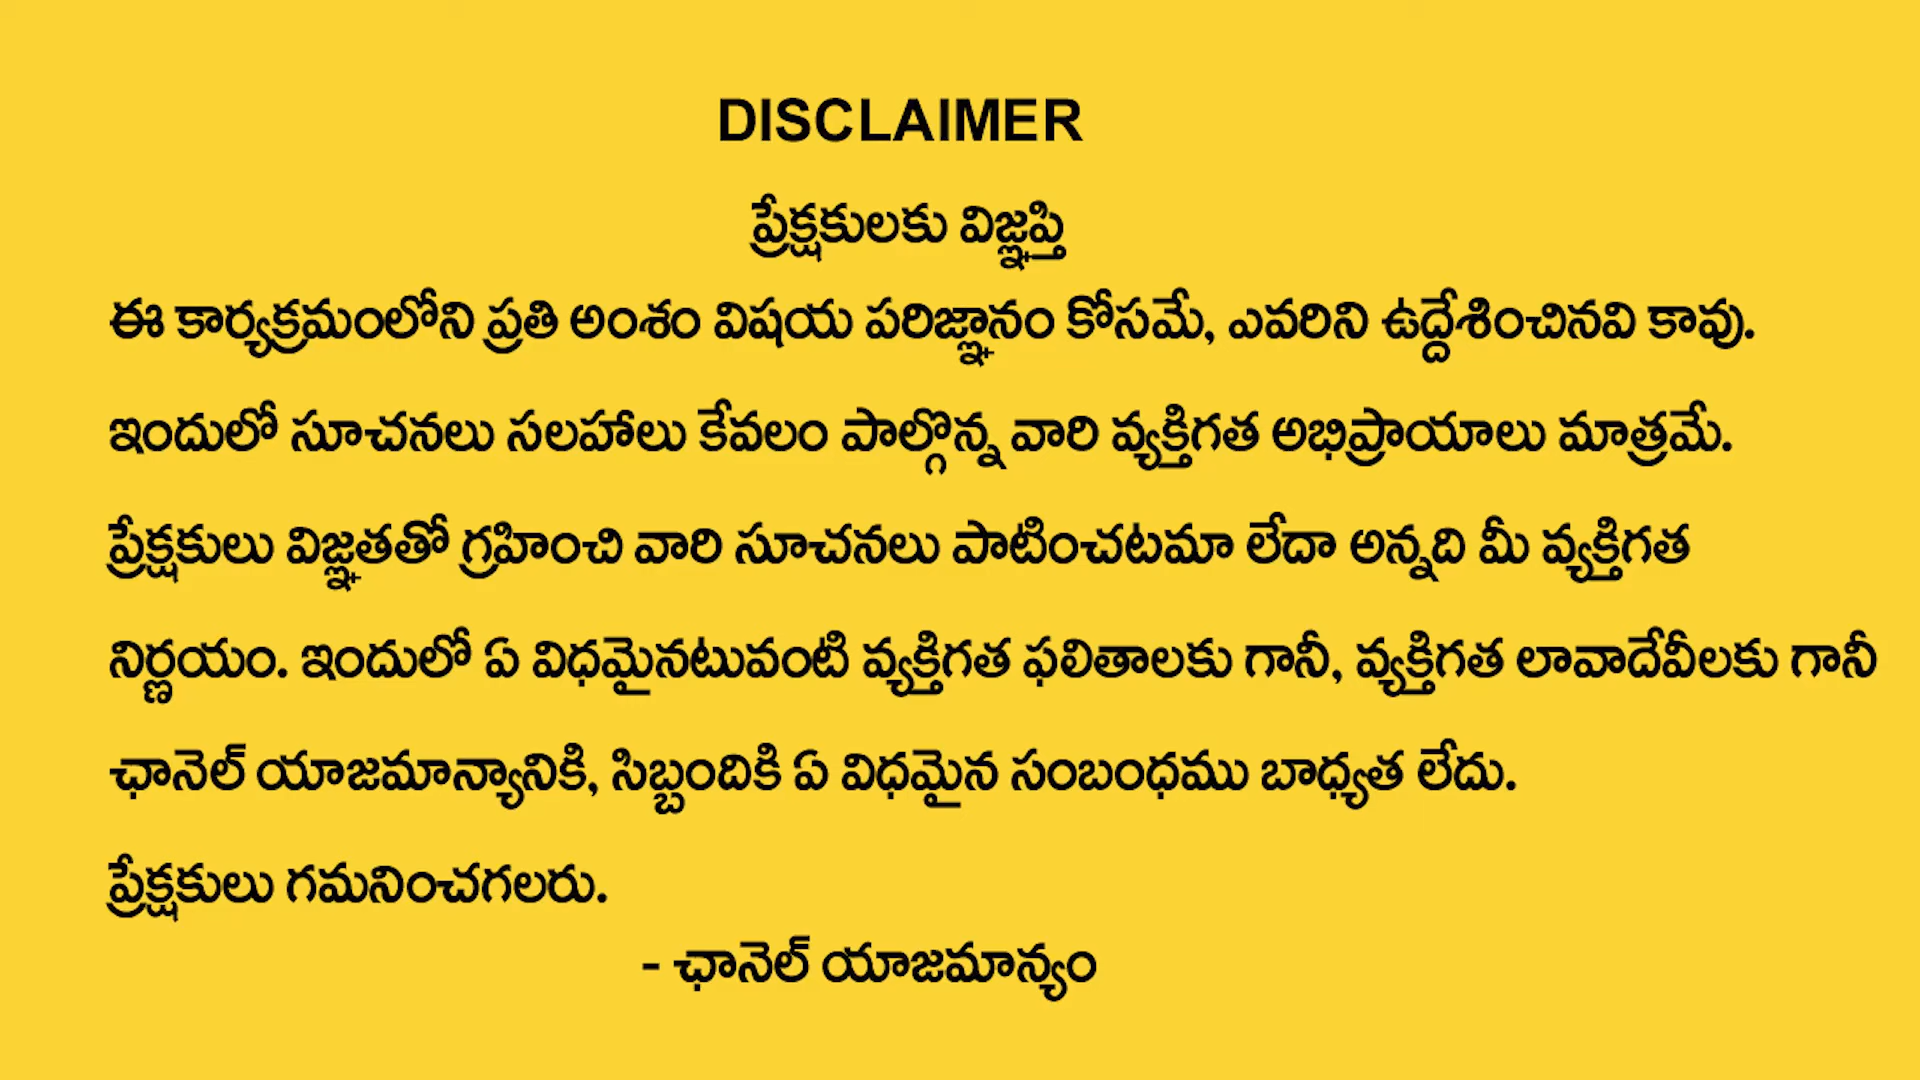 DISCLAIMER
ప్రేక్షకులకు విజ్ఞప్తి
ఈ కార్యక్రమంలోని ప్రతి అంశం విషయ పరిజ్ఞానం కోసమే, ఎవరిని ఉద్దేశించినవి కావు.
ఇందులో సూచనలు సలహాలు కేవలం పాల్గొన్న వారి వ్యక్తిగత అభిప్రాయాలు మాత్రమే.
ప్రేక్షకులు విజ్ఞతతో గ్రహించి వారి సూచనలు పాటించటమా లేదా అన్నది మీ వ్యక్తిగత
నిర్ణయం. ఇందులో ఏ విధమైనటువంటి వ్యక్తిగత ఫలితాలకు గానీ, వ్యక్తిగత లావాదేవీలకు గానీ
ఛానెల్ యాజమాన్యానికి, సిబ్బందికి ఏ విధమైన సంబంధము బాధ్యత లేదు.
ప్రేక్షకులు గమనించగలరు.
- ఛానెల్ యాజమాన్యం